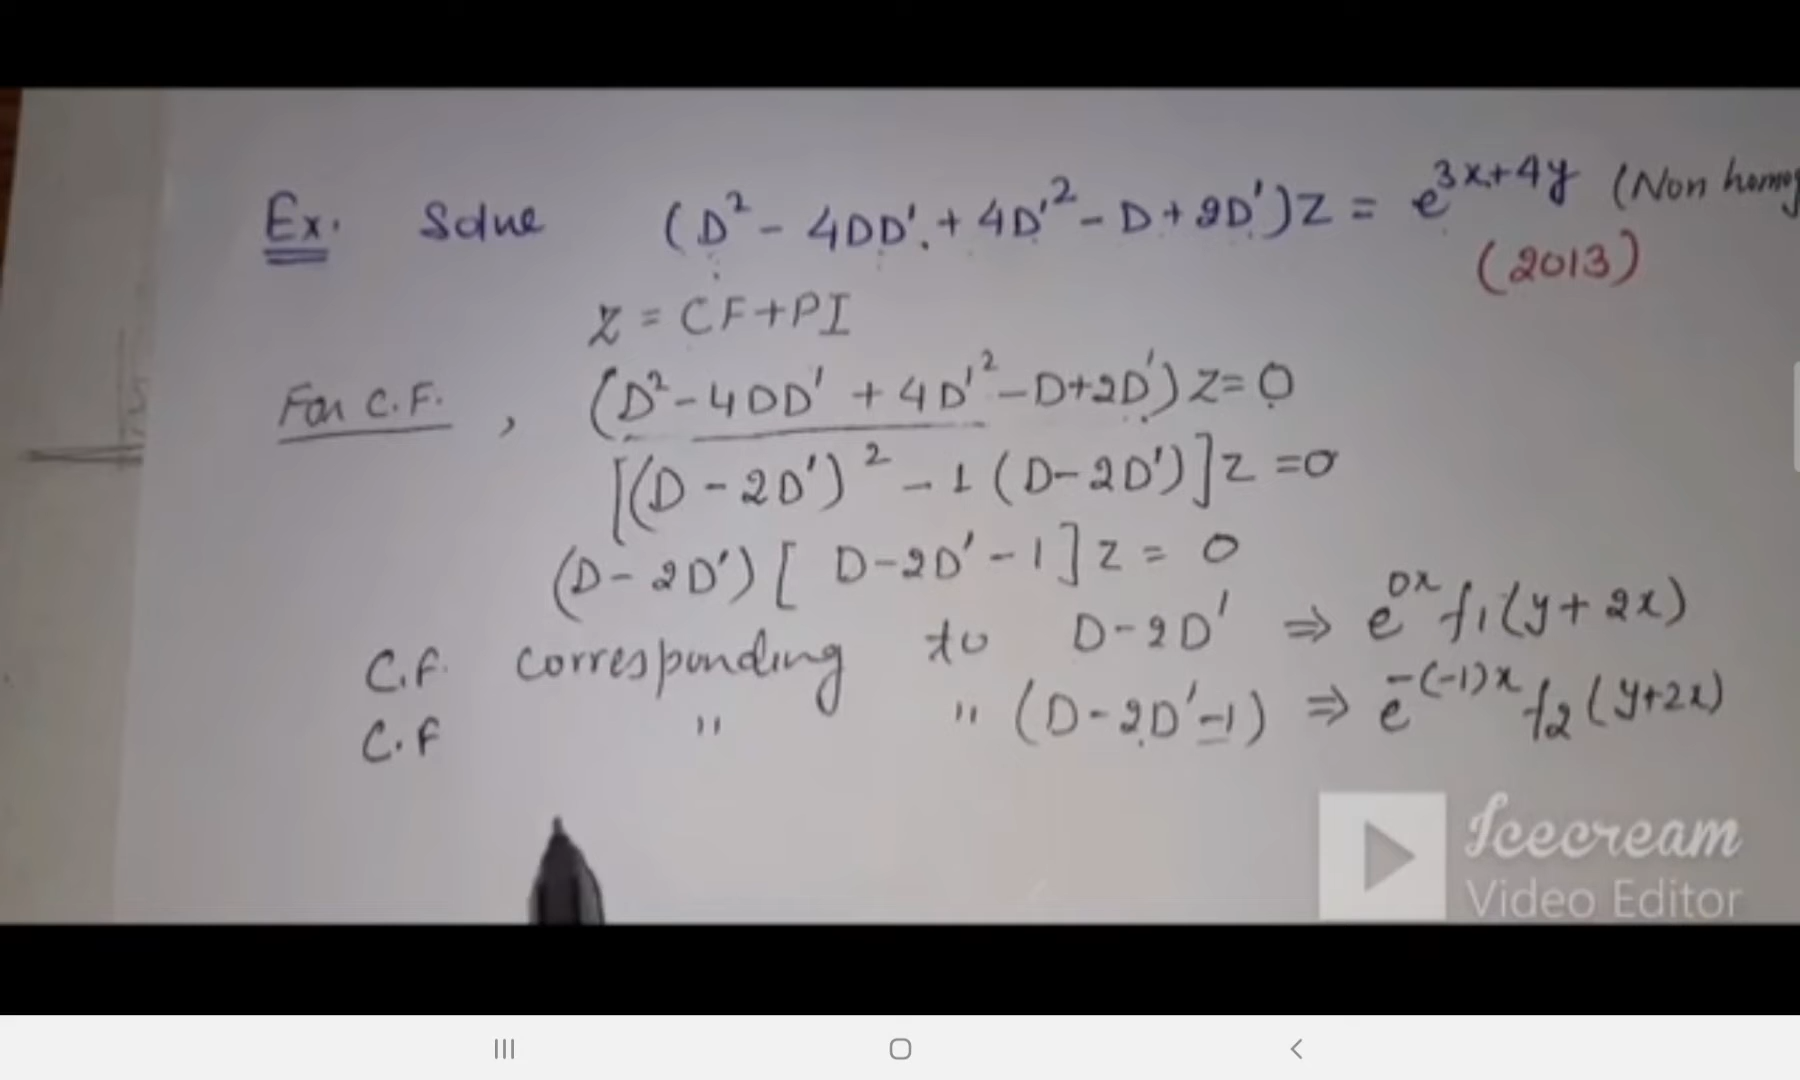 Ex. Solve (D² - 4DD' + 4D'² - D + 2D')Z = e^{3x+4y} (Non homog
(2013)
Z = CF + PI
For C.F. , (D² - 4DD' + 4D'² - D + 2D')Z = 0
[(D - 2D')² - 1 (D - 2D')]Z = 0
(D - 2D') [ D - 2D' - 1 ] Z = 0
C.F. corresponding to D - 2D' ⇒ e^{0x} f₁(y + 2x)
C.F " " (D - 2D' - 1) ⇒ e^{-(-1)x} f₂(y + 2x)
Icecream
Video Editor